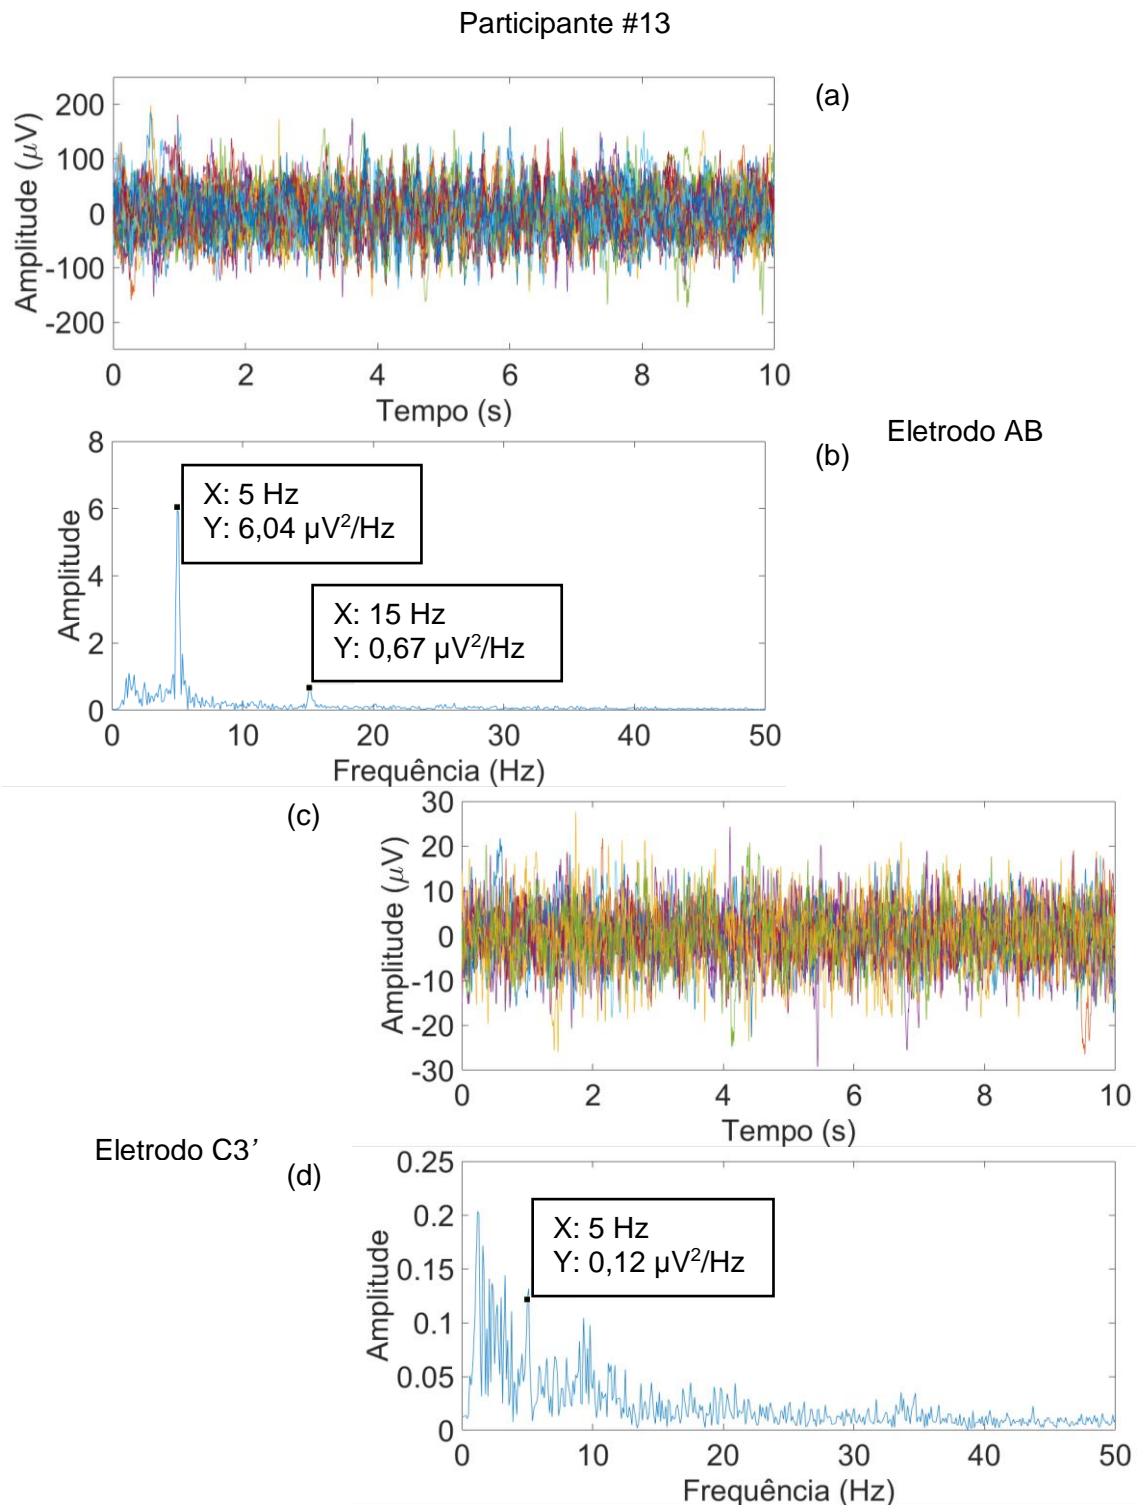 Participante #13
(a)
200
100
0
-100
-200
Amplitude (μV)
0 2 4 6 8 10
Tempo (s)
Eletrodo AB
(b)
8
6
4
2
0
Amplitude
X: 5 Hz
Y: 6,04 μV²/Hz
X: 15 Hz
Y: 0,67 μV²/Hz
0 10 20 30 40 50
Frequência (Hz)
(c)
30
20
10
0
-10
-20
-30
Amplitude (μV)
0 2 4 6 8 10
Tempo (s)
Eletrodo C3’
(d)
0.25
0.2
0.15
0.1
0.05
0
Amplitude
X: 5 Hz
Y: 0,12 μV²/Hz
0 10 20 30 40 50
Frequência (Hz)